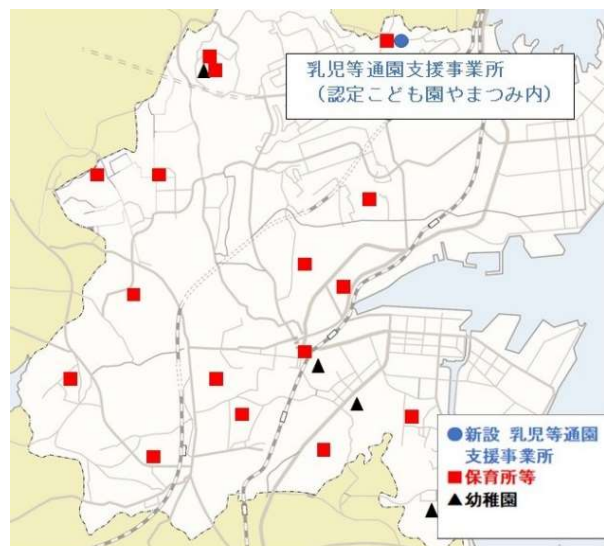 乳児等通園支援事業所
（認定こども園やまつみ内）
●新設 乳児等通園
支援事業所
■保育所等
▲幼稚園